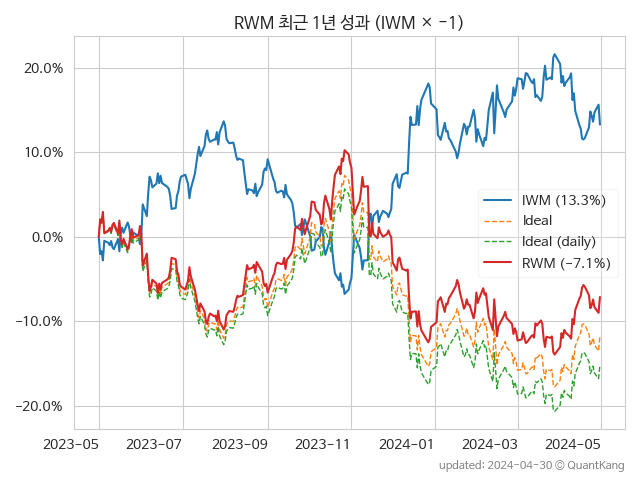 RWM 최근 1년 성과 (IWM × −1)
20.0%
10.0%
0.0%
−10.0%
−20.0%
IWM (13.3%)
Ideal
Ideal (daily)
RWM (−7.1%)
2023-05
2023-07
2023-09
2023-11
2024-01
2024-03
2024-05
updated: 2024-04-30 © QuantKang